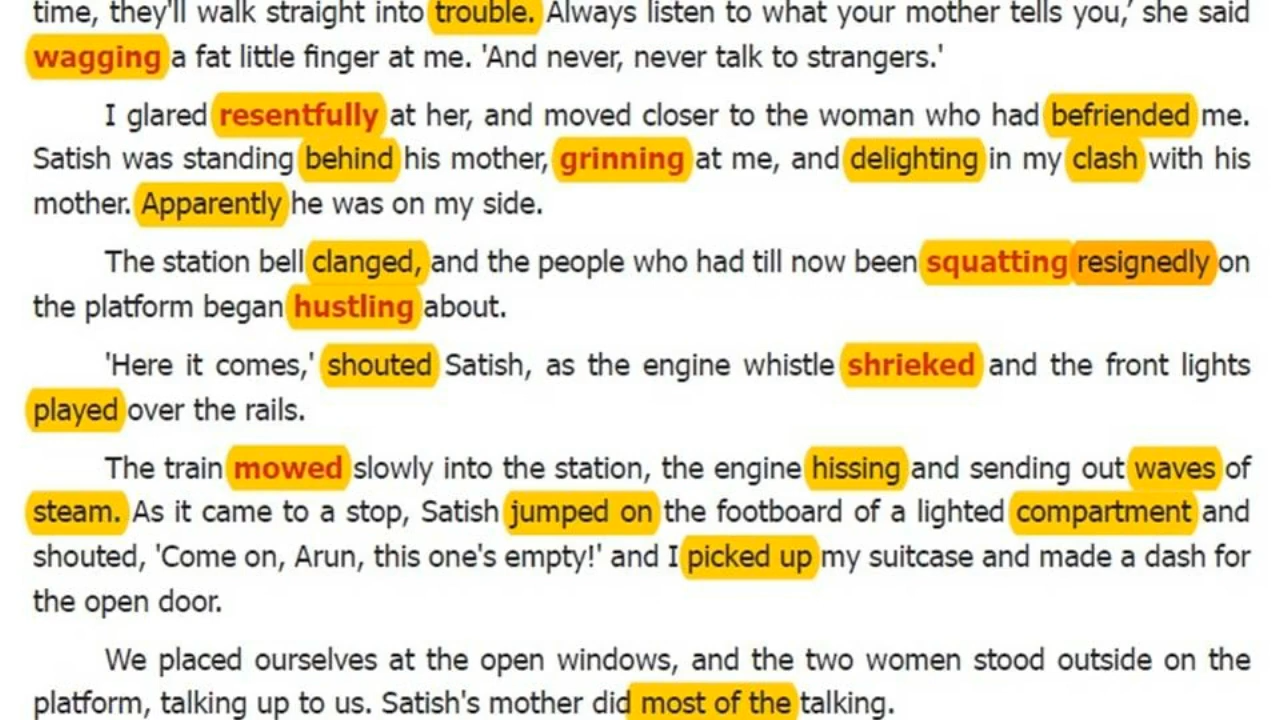 time, they'll walk straight into trouble. Always listen to what your mother tells you,' she said
wagging a fat little finger at me. 'And never, never talk to strangers.'
I glared resentfully at her, and moved closer to the woman who had befriended me.
Satish was standing behind his mother, grinning at me, and delighting in my clash with his
mother. Apparently he was on my side.
The station bell clanged, and the people who had till now been squatting resignedly on
the platform began hustling about.
'Here it comes,' shouted Satish, as the engine whistle shrieked and the front lights
played over the rails.
The train mowed slowly into the station, the engine hissing and sending out waves of
steam. As it came to a stop, Satish jumped on the footboard of a lighted compartment and
shouted, 'Come on, Arun, this one's empty!' and I picked up my suitcase and made a dash for
the open door.
We placed ourselves at the open windows, and the two women stood outside on the
platform, talking up to us. Satish's mother did most of the talking.